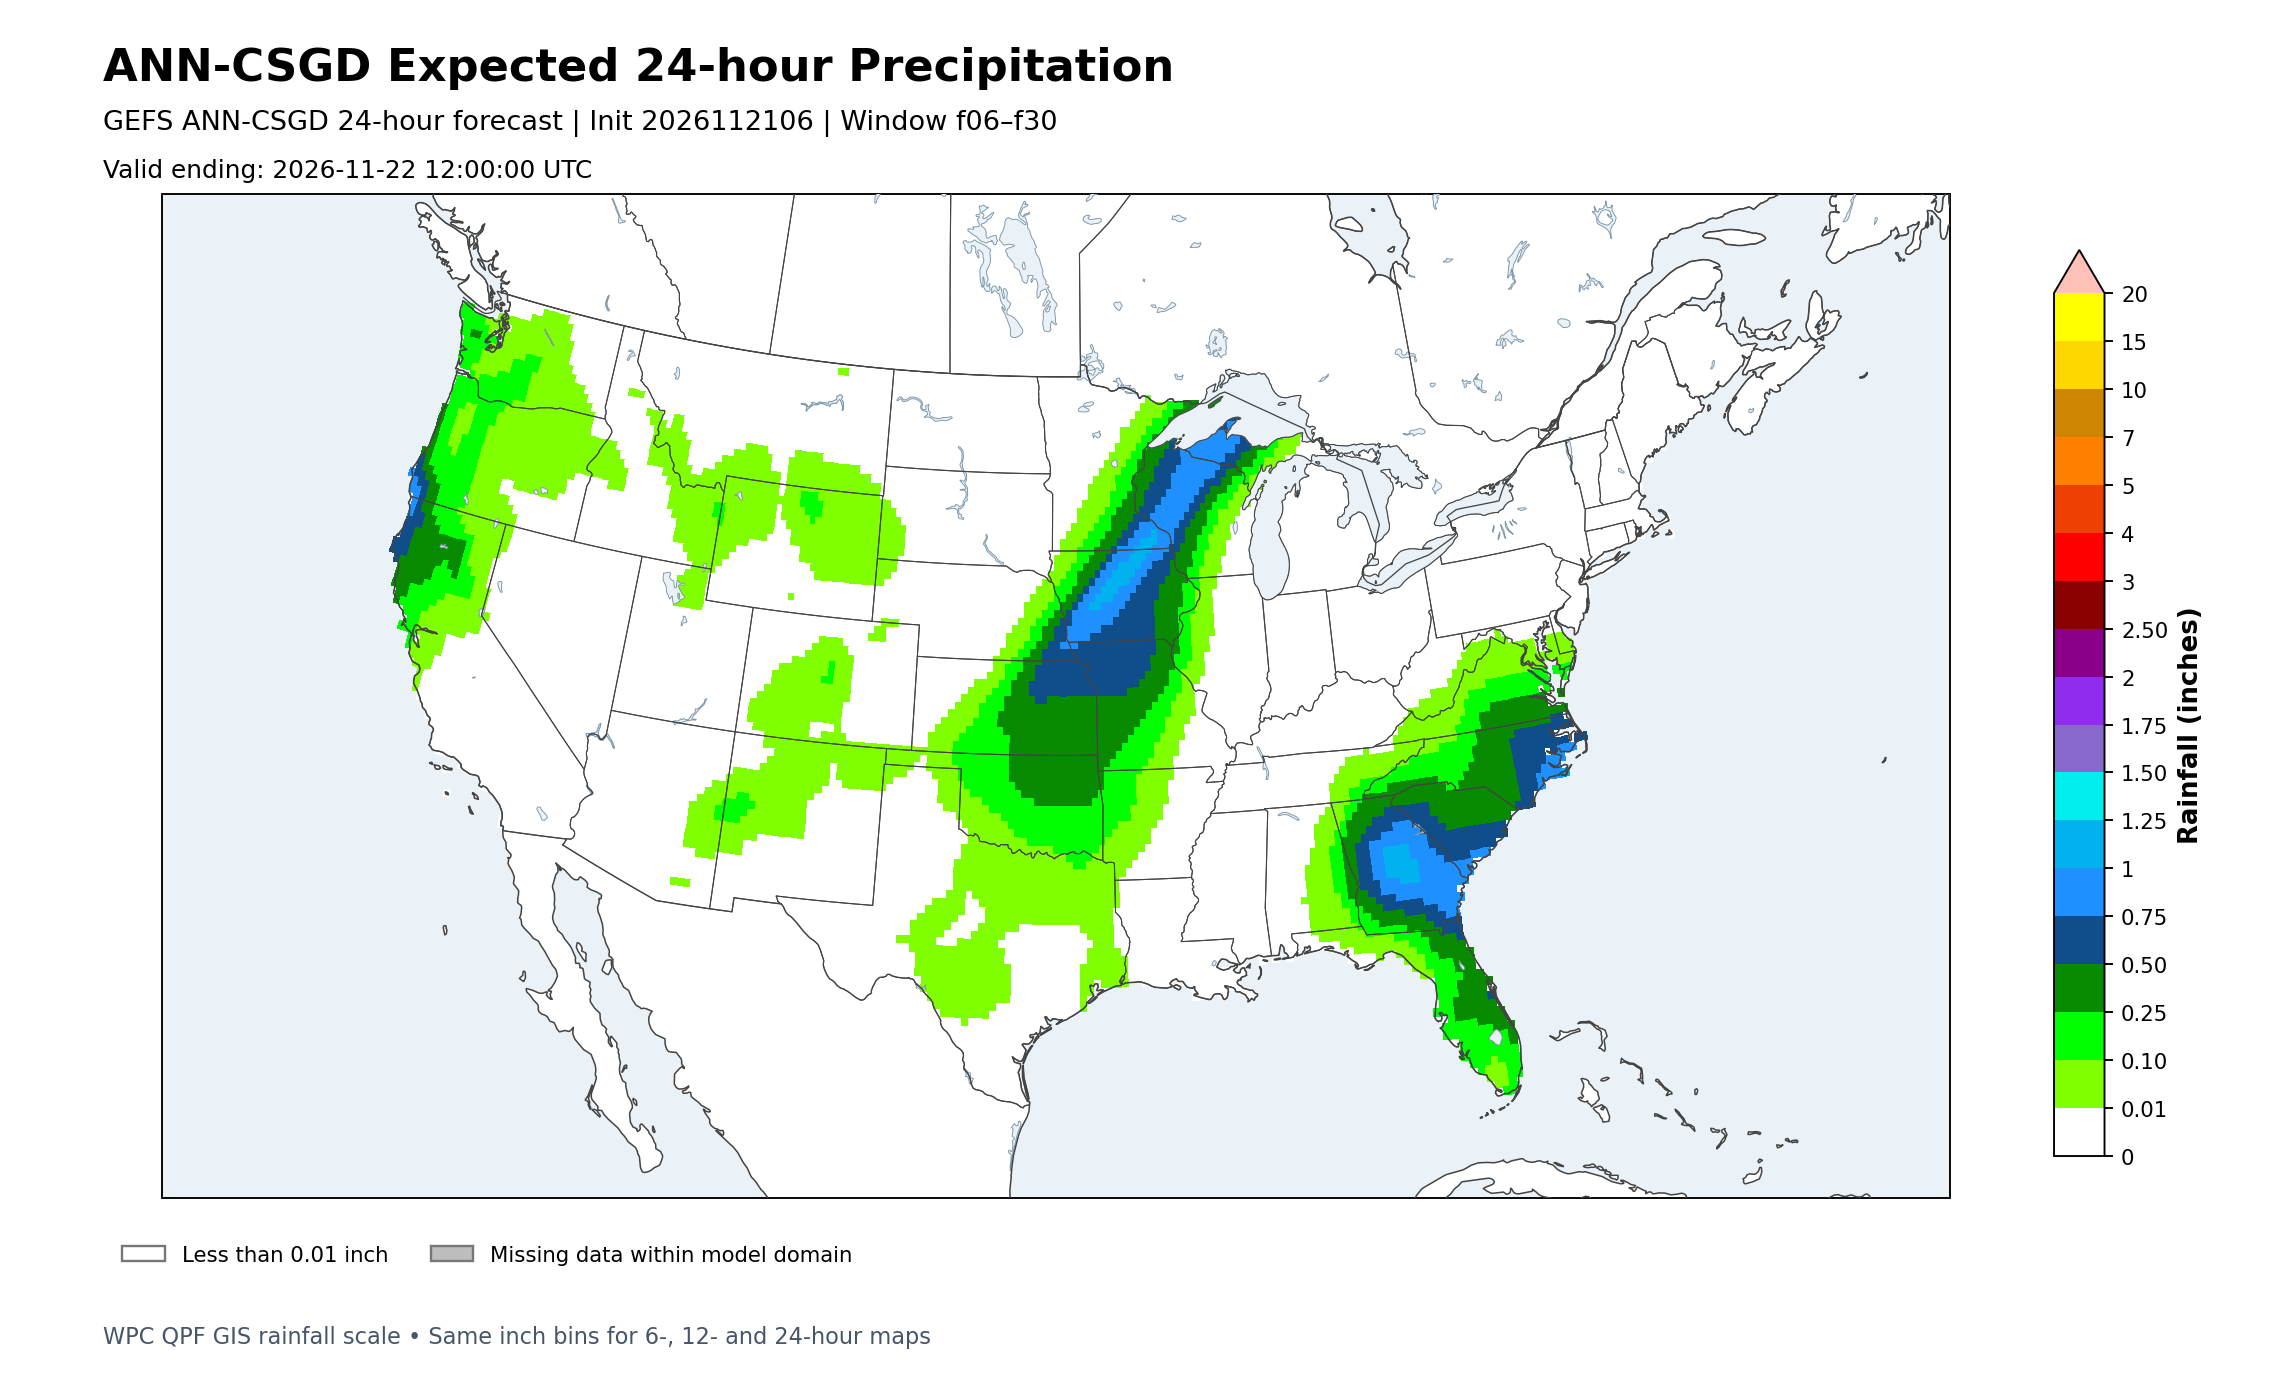 ANN-CSGD Expected 24-hour Precipitation
GEFS ANN-CSGD 24-hour forecast | Init 2026112106 | Window f06–f30
Valid ending: 2026-11-22 12:00:00 UTC
20
15
10
7
5
4
3
2.50
2
1.75
1.50
1.25
1
0.75
0.50
0.25
0.10
0.01
0
Rainfall (inches)
Less than 0.01 inch
Missing data within model domain
WPC QPF GIS rainfall scale • Same inch bins for 6-, 12- and 24-hour maps